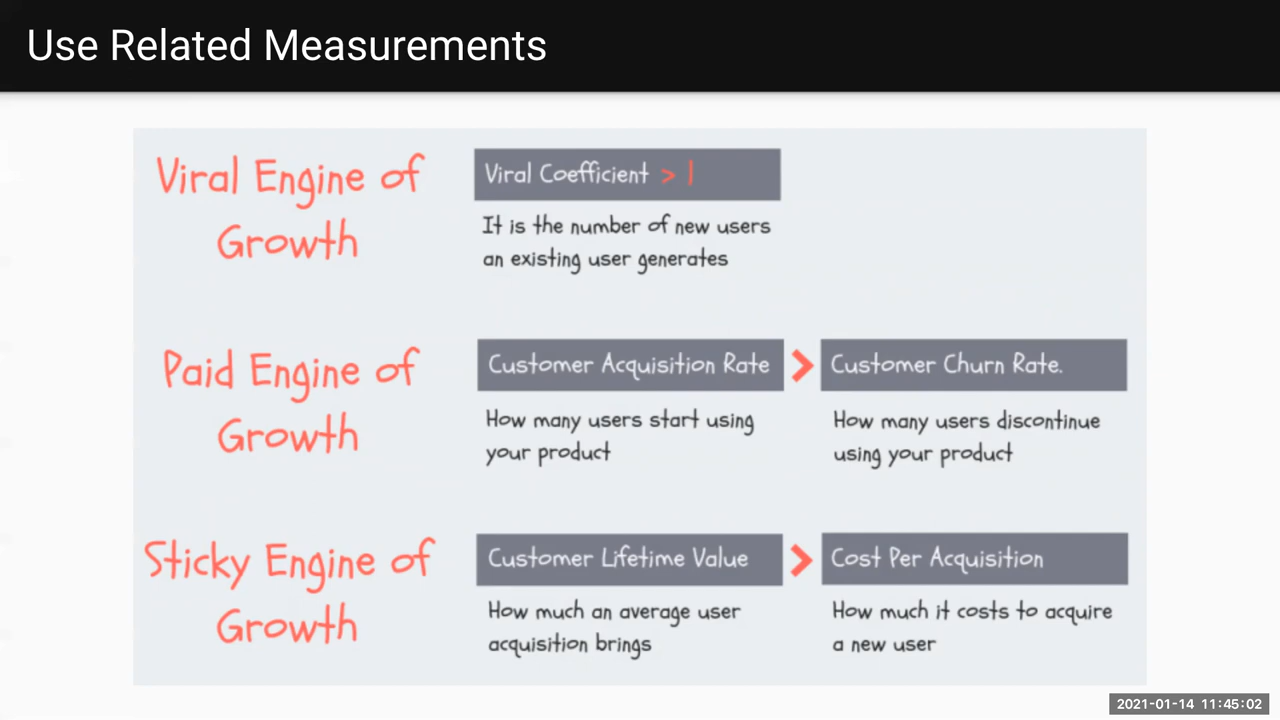 Use Related Measurements
Viral Engine of
Growth
Viral Coefficient > 1
It is the number of new users
an existing user generates
Paid Engine of
Growth
Customer Acquisition Rate > Customer Churn Rate.
How many users start using
your product
How many users discontinue
using your product
Sticky Engine of
Growth
Customer Lifetime Value > Cost Per Acquisition
How much an average user
acquisition brings
How much it costs to acquire
a new user
2021-01-14 11:45:02